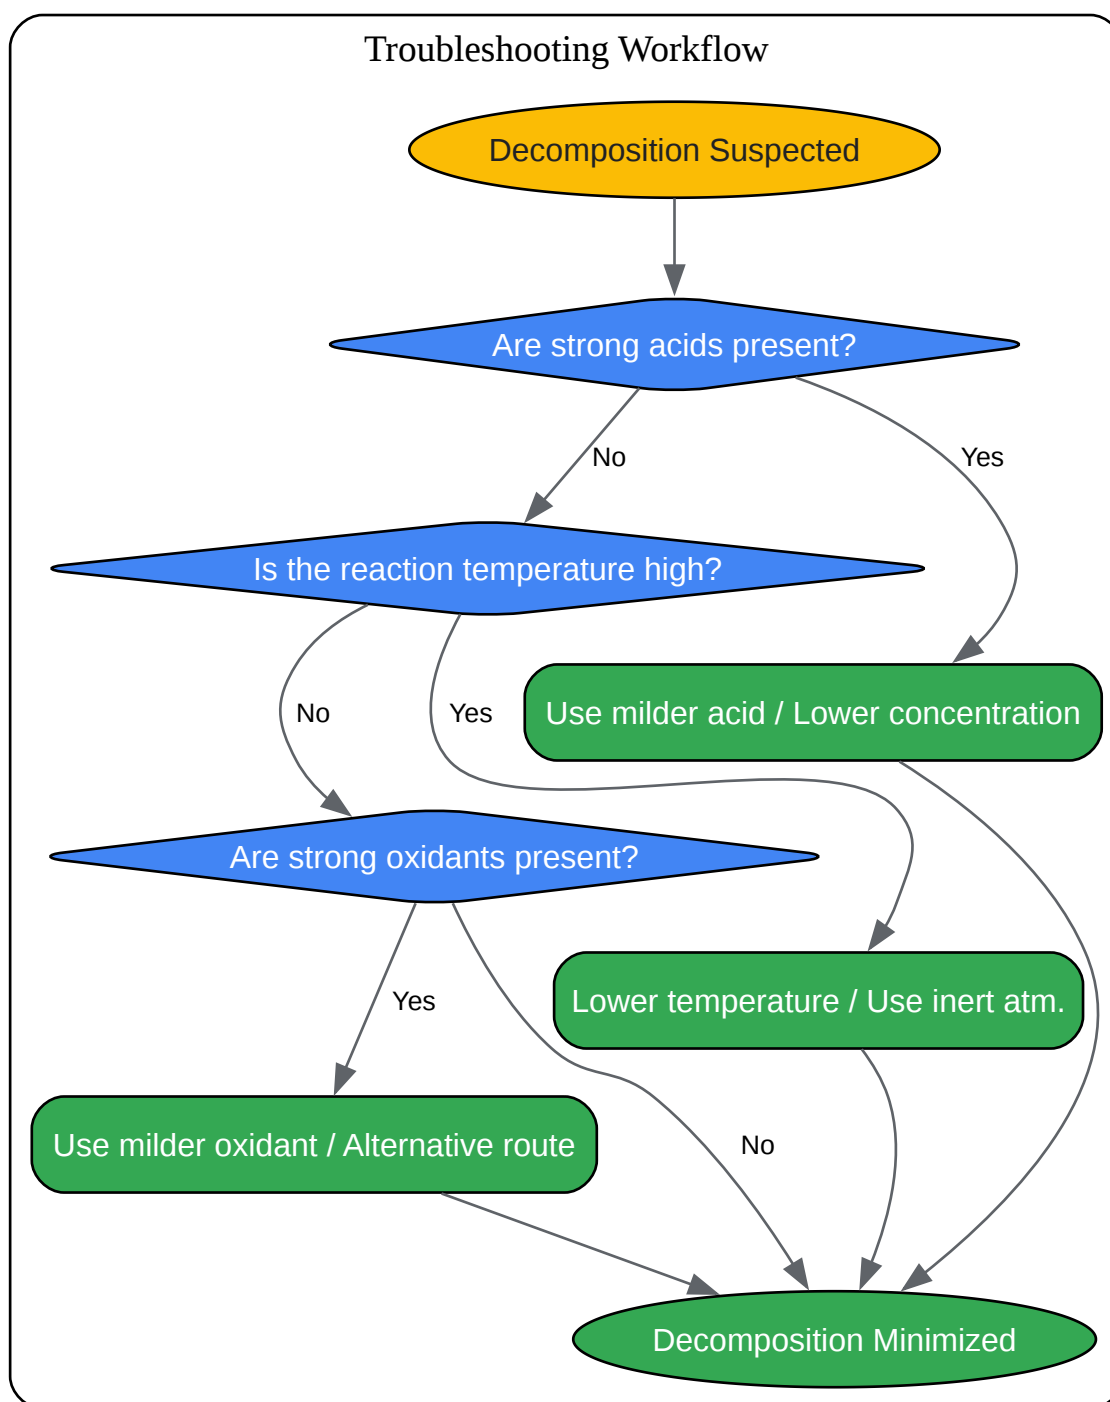 Troubleshooting Workflow
Decomposition Suspected
Are strong acids present?
No
Yes
Is the reaction temperature high?
No
Yes
Use milder acid / Lower concentration
Are strong oxidants present?
Yes
Lower temperature / Use inert atm.
Use milder oxidant / Alternative route
No
Decomposition Minimized